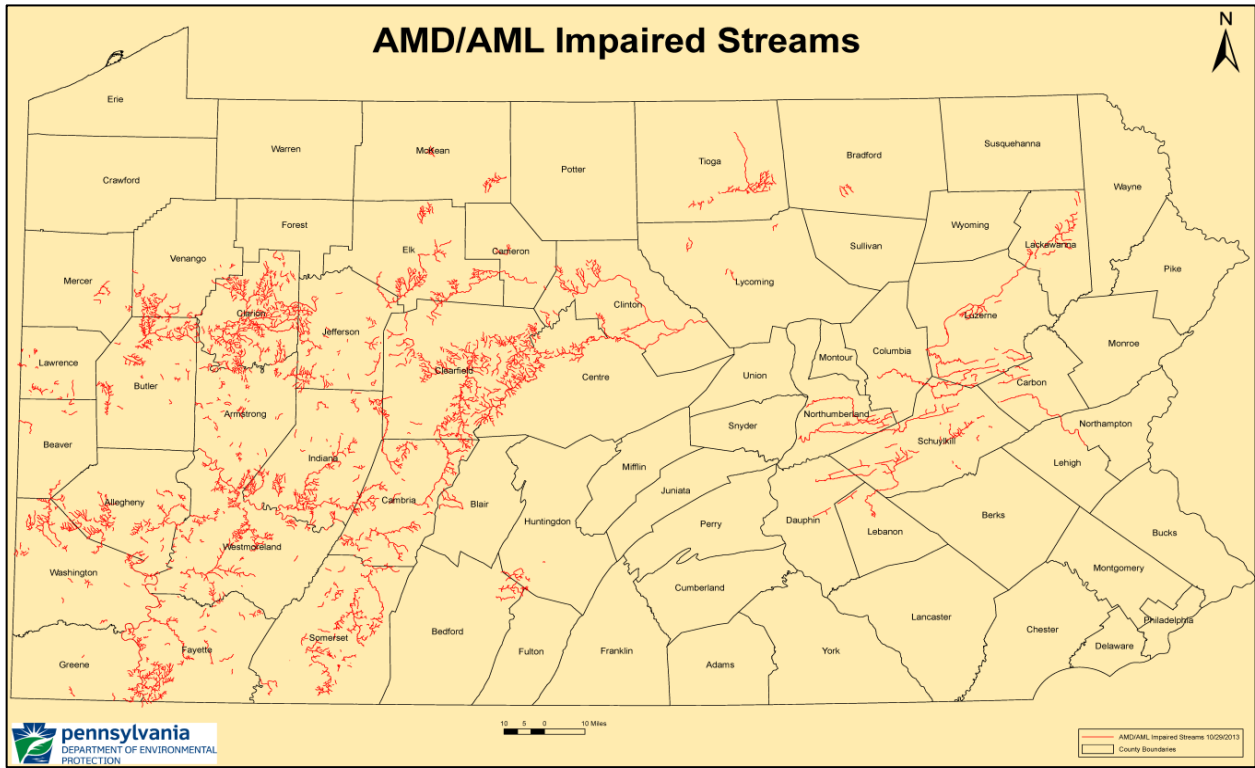 AMD/AML Impaired Streams
N
Erie
Warren
McKean
Potter
Tioga
Bradford
Susquehanna
Wayne
Crawford
Forest
Elk
Cameron
Wyoming
Lackawanna
Sullivan
Pike
Mercer
Venango
Clarion
Jefferson
Clinton
Lycoming
Luzerne
Lawrence
Butler
Clearfield
Centre
Union
Montour
Columbia
Carbon
Monroe
Armstrong
Northumberland
Snyder
Schuylkill
Northampton
Beaver
Indiana
Mifflin
Lehigh
Allegheny
Cambria
Blair
Huntingdon
Juniata
Perry
Dauphin
Lebanon
Berks
Bucks
Westmoreland
Washington
Cumberland
Montgomery
Somerset
Bedford
Fulton
Franklin
Adams
York
Lancaster
Chester
Delaware
Philadelphia
Greene
Fayette
10 5 0 10 Miles
pennsylvania
DEPARTMENT OF ENVIRONMENTAL
PROTECTION
AMD/AML Impaired Streams 10/29/2013
County Boundaries